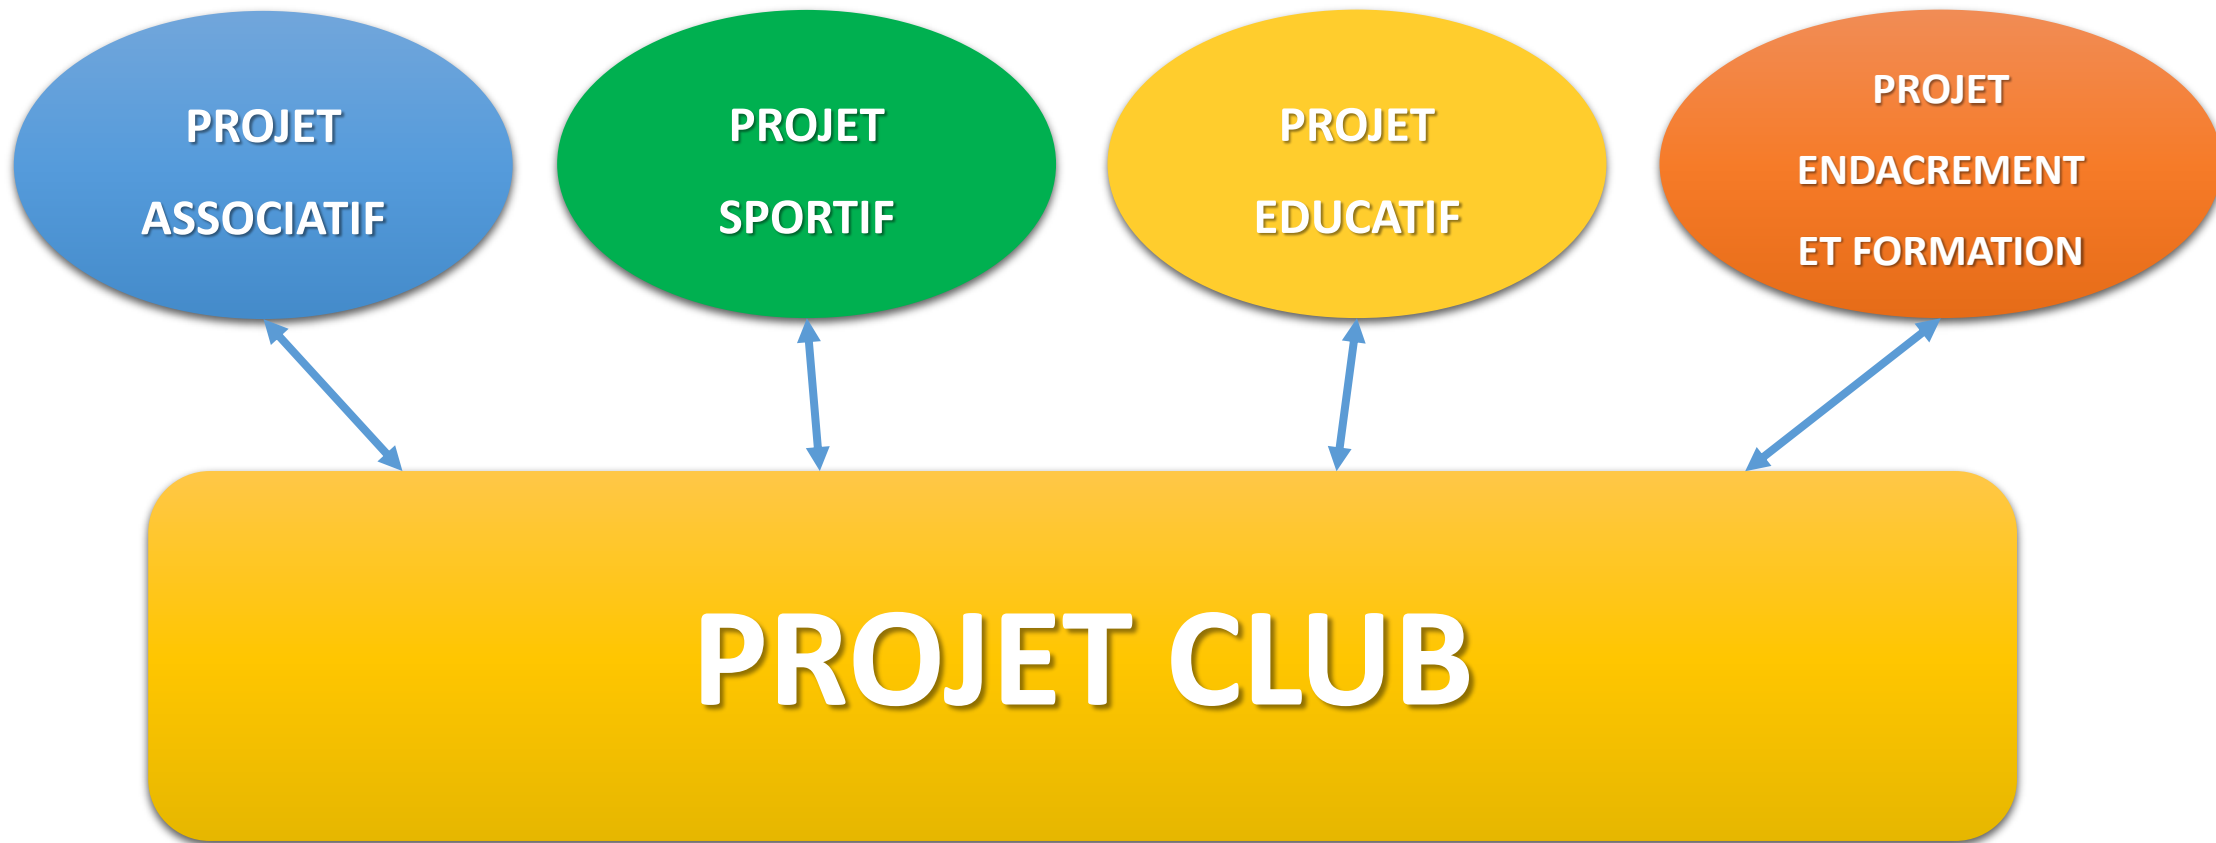 PROJET
ASSOCIATIF
PROJET
SPORTIF
PROJET
EDUCATIF
PROJET
ENDACREMENT
ET FORMATION
PROJET CLUB